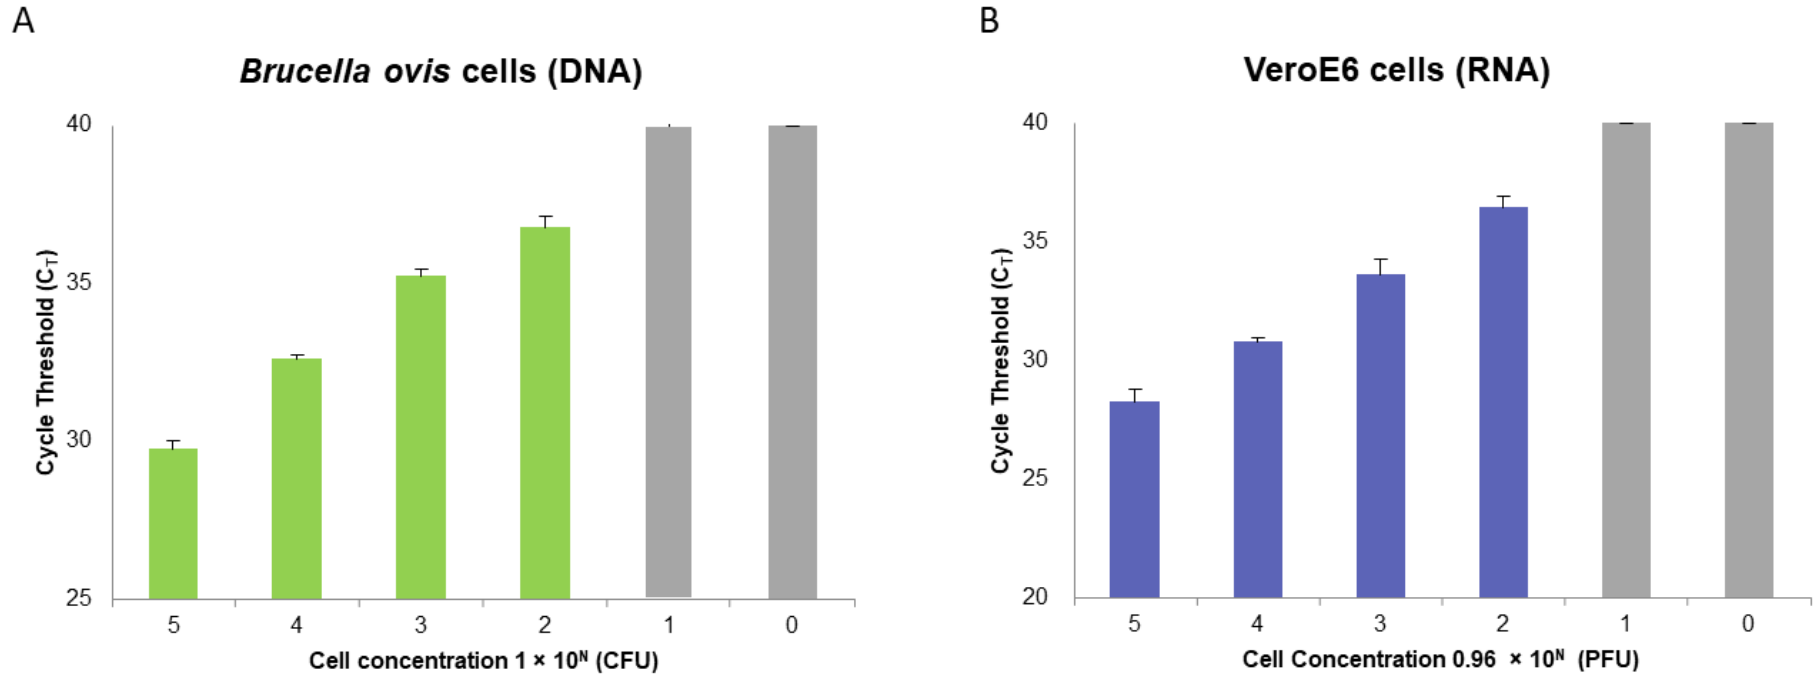 A
Brucella ovis cells (DNA)
Cycle Threshold (C_T)
40
35
30
25
5 4 3 2 1 0
Cell concentration 1 × 10ᴺ (CFU)
B
VeroE6 cells (RNA)
Cycle Threshold (C_T)
40
35
30
25
20
5 4 3 2 1 0
Cell Concentration 0.96 × 10ᴺ (PFU)